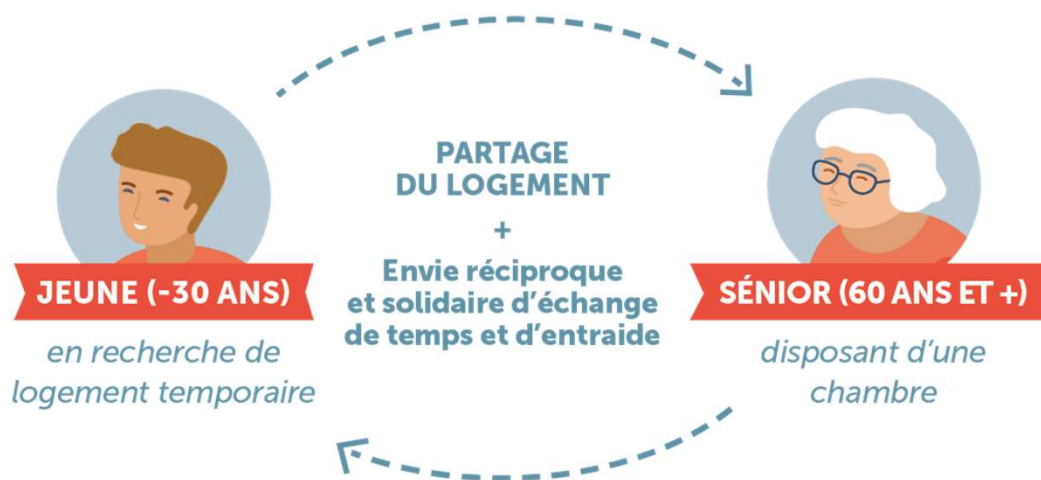 PARTAGE
DU LOGEMENT
+
Envie réciproque
et solidaire d'échange
de temps et d'entraide
JEUNE (-30 ANS)
en recherche de
logement temporaire
SÉNIOR (60 ANS ET +)
disposant d'une
chambre